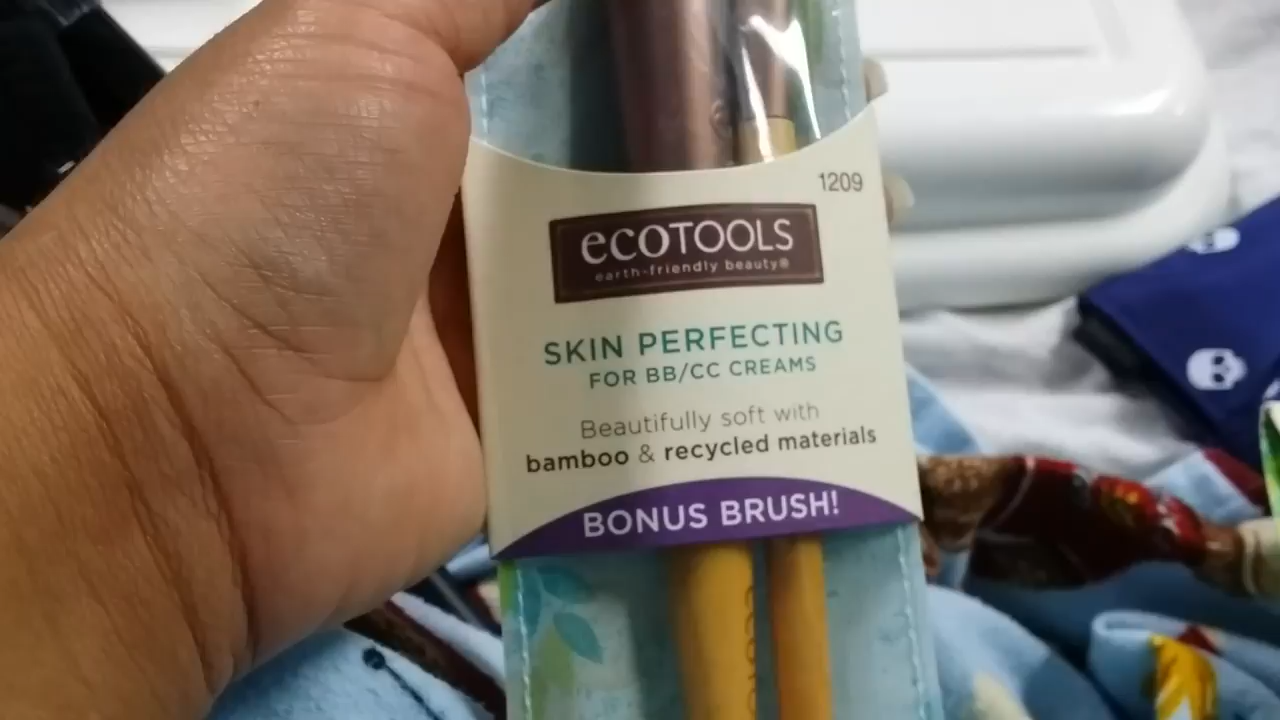 1209
ecoTOOLS
earth-friendly beauty®
SKIN PERFECTING
FOR BB/CC CREAMS
Beautifully soft with
bamboo & recycled materials
BONUS BRUSH!